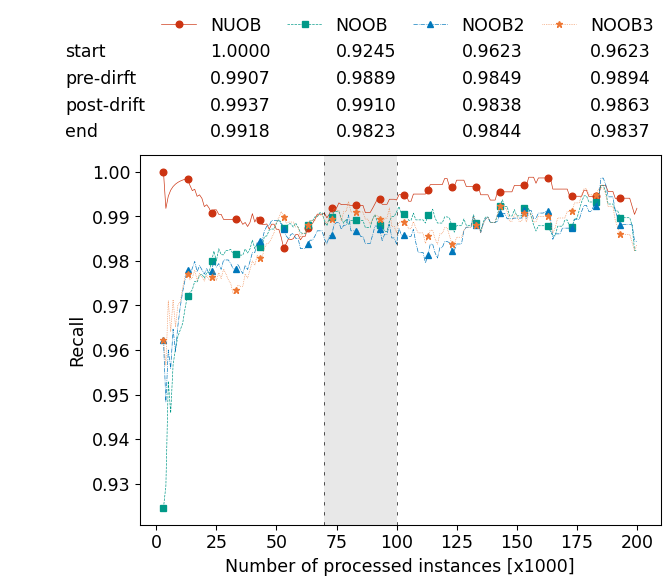 NUOB NOOB NOOB2 NOOB3
start 1.0000 0.9245 0.9623 0.9623
pre-dirft 0.9907 0.9889 0.9849 0.9894
post-drift 0.9937 0.9910 0.9838 0.9863
end 0.9918 0.9823 0.9844 0.9837
1.00
0.99
0.98
0.97
0.96
0.95
0.94
0.93
Recall
0 25 50 75 100 125 150 175 200
Number of processed instances [x1000]